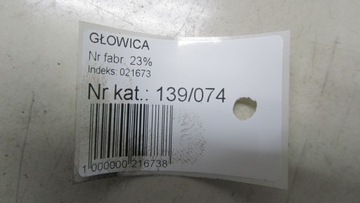 GŁOWICA
Nr fabr. 23%
Indeks: 021673
Nr kat.: 139/074
1 000000 216738